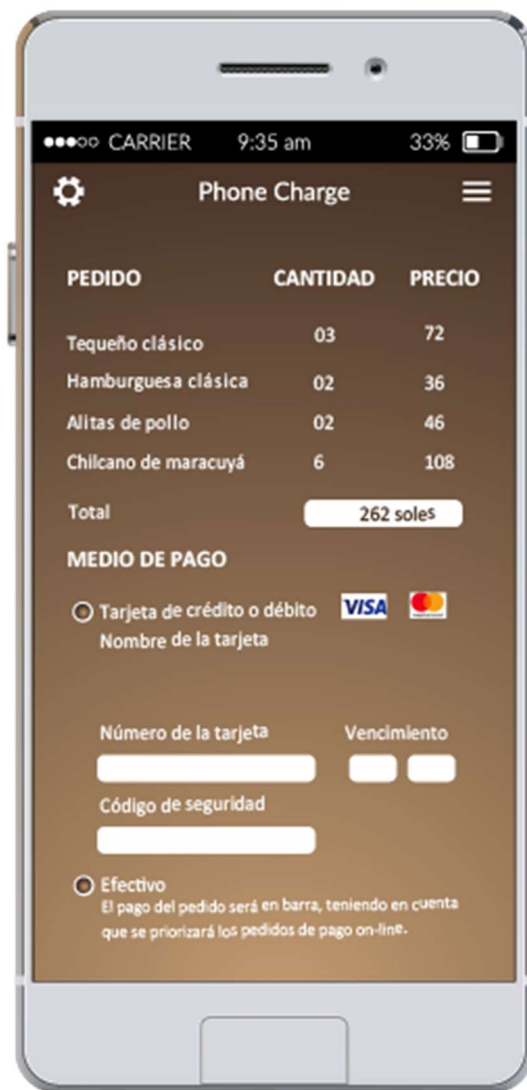 ●●●○○ CARRIER 9:35 am 33%
Phone Charge
PEDIDO CANTIDAD PRECIO
Tequeño clásico 03 72
Hamburguesa clásica 02 36
Alitas de pollo 02 46
Chilcano de maracuyá 6 108
Total 262 soles
MEDIO DE PAGO
Tarjeta de crédito o débito VISA
Nombre de la tarjeta
Número de la tarjeta Vencimiento
Código de seguridad
Efectivo
El pago del pedido será en barra, teniendo en cuenta
que se priorizará los pedidos de pago on-line.